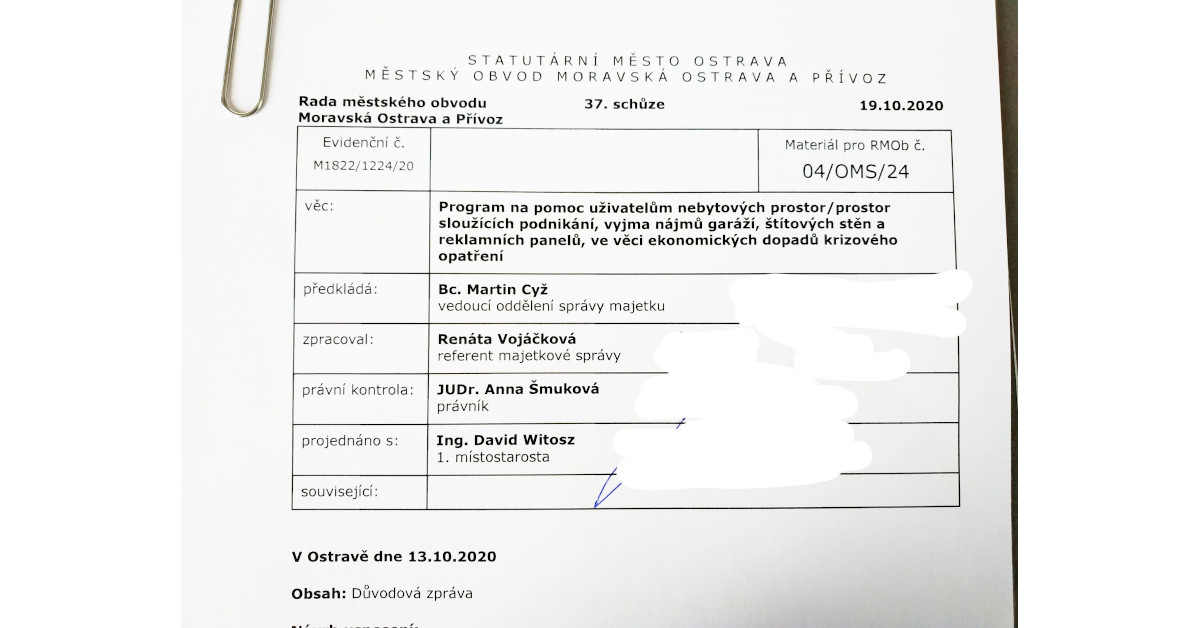 STATUTÁRNÍ MĚSTO OSTRAVA
MĚSTSKÝ OBVOD MORAVSKÁ OSTRAVA A PŘÍVOZ
Rada městského obvodu
Moravská Ostrava a Přívoz
37. schůze
19.10.2020
Evidenční č.
M1822/1224/20
Materiál pro RMOb č.
04/OMS/24
věc:
Program na pomoc uživatelům nebytových prostor/prostor
sloužících podnikání, vyjma nájmů garáží, štítových stěn a
reklamních panelů, ve věci ekonomických dopadů krizového
opatření
předkládá:
Bc. Martin Cyž
vedoucí oddělení správy majetku
zpracoval:
Renáta Vojáčková
referent majetkové správy
právní kontrola:
JUDr. Anna Šmuková
právník
projednáno s:
Ing. David Witosz
1. místostarosta
související:
V Ostravě dne 13.10.2020
Obsah: Důvodová zpráva